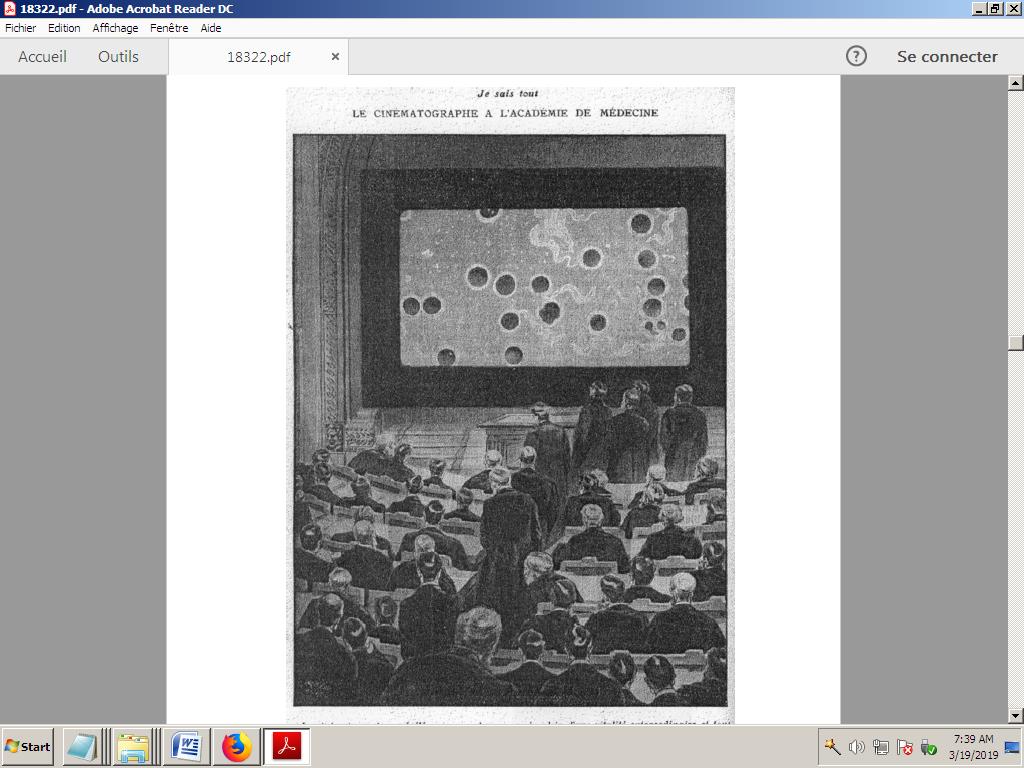 18322.pdf - Adobe Acrobat Reader DC
Fichier Edition Affichage Fenêtre Aide
Accueil Outils 18322.pdf × ? Se connecter
Je sais tout
LE CINÉMATOGRAPHE A L'ACADÉMIE DE MÉDECINE
Start
7:39 AM
3/19/2019